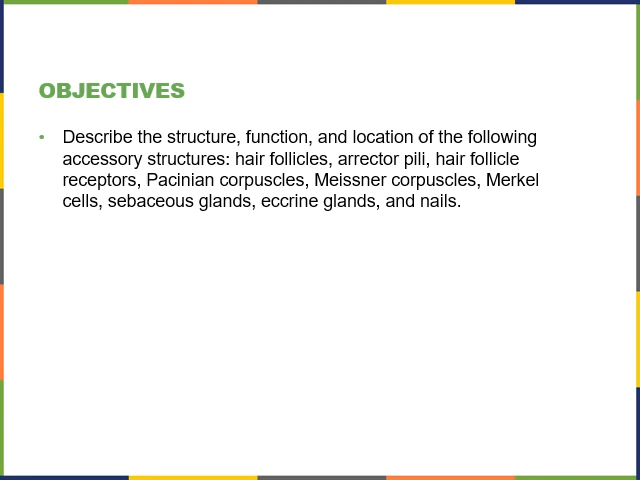 OBJECTIVES
• Describe the structure, function, and location of the following
accessory structures: hair follicles, arrector pili, hair follicle
receptors, Pacinian corpuscles, Meissner corpuscles, Merkel
cells, sebaceous glands, eccrine glands, and nails.